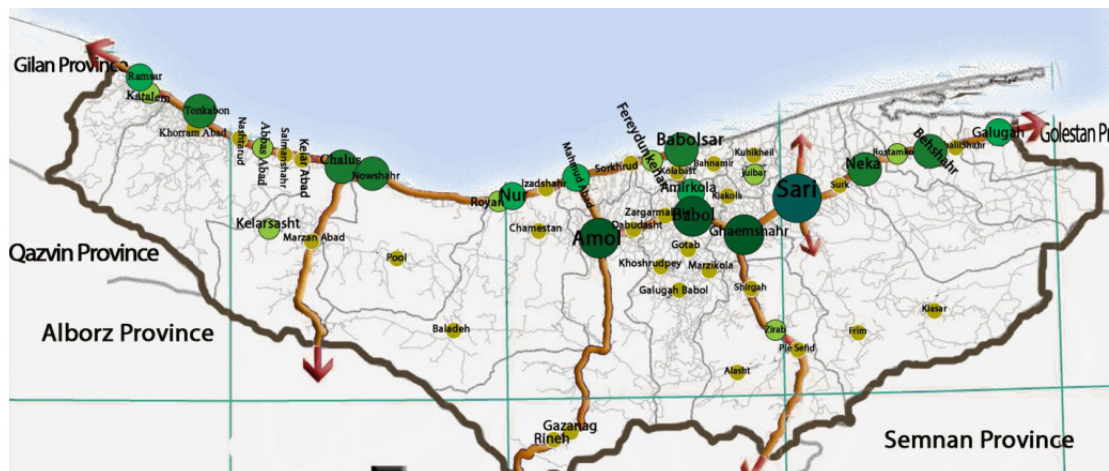 Gilan Province
Ramsar
Katalem
Tonkabon
Khorram Abad
Nashtarud
Abbas Abad
Salmanshahr
Kelar Abad
Chalus
Nowshahr
Kelarsasht
Marzan Abad
Pool
Baladeh
Qazvin Province
Alborz Province
Royan
Nur
Izadshahr
Chamestan
Mahmud Abad
Sorkhrud
Fereydunkenar
Babolsar
Kolabast
Bahnamir
Kuhikheil
Juibar
Amirkola
Kiakola
Zargarmahalle
Dabudasht
Amol
Babol
Ghaemshahr
Gotab
Khoshrudpey
Marzikola
Galugah Babol
Shirgah
Zirab
Ple Sefid
Alasht
Gazanag
Rineh
Sari
Surk
Neka
Rostamkola
Behshahr
Galugah
Golestan P
Kiasar
Frim
Semnan Province